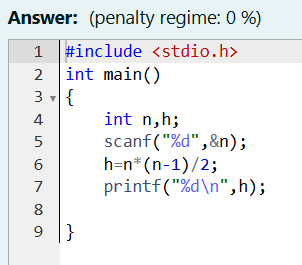 Answer: (penalty regime: 0 %)
1 #include <stdio.h>
2 int main()
3 {
4     int n,h;
5     scanf("%d",&n);
6     h=n*(n-1)/2;
7     printf("%d\n",h);
8
9 }